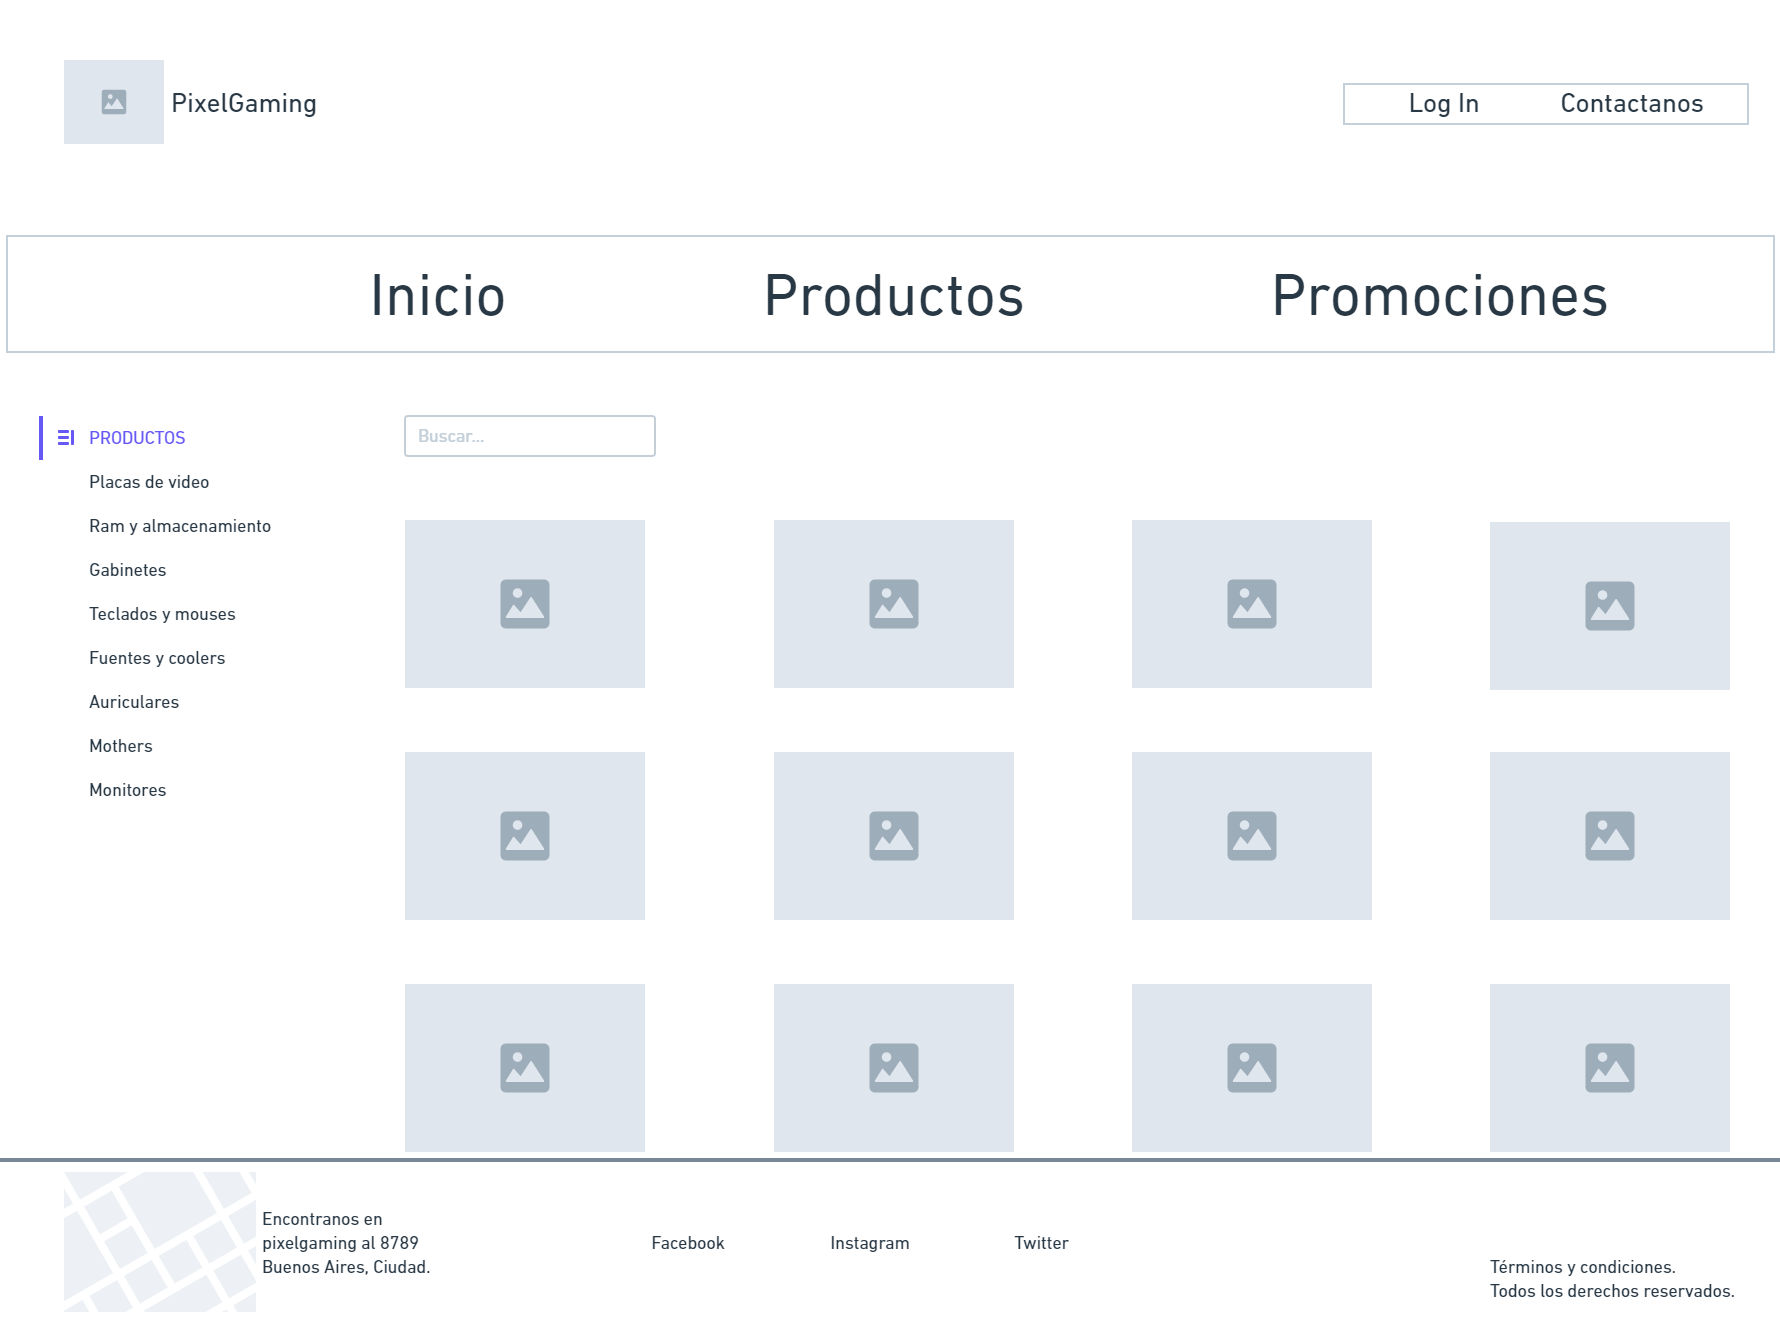 PixelGaming
Log In
Contactanos
Inicio
Productos
Promociones
PRODUCTOS
Placas de video
Ram y almacenamiento
Gabinetes
Teclados y mouses
Fuentes y coolers
Auriculares
Mothers
Monitores
Buscar...
Encontranos en
pixelgaming al 8789
Buenos Aires, Ciudad.
Facebook
Instagram
Twitter
Términos y condiciones.
Todos los derechos reservados.